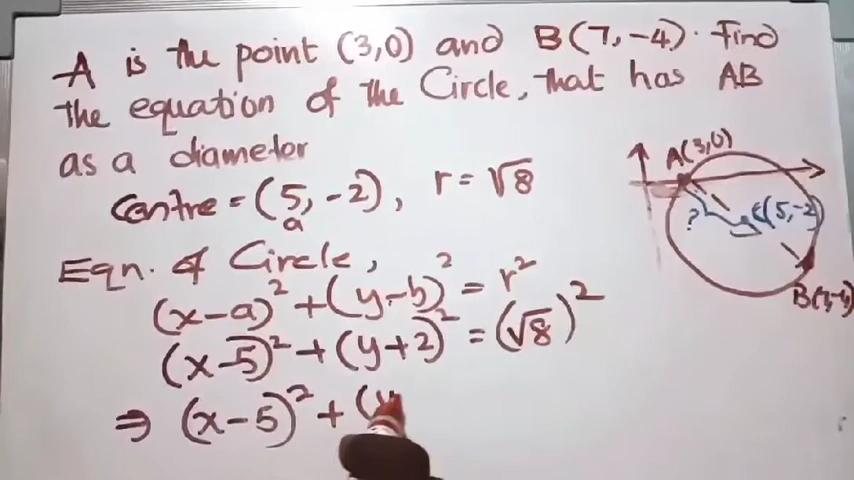 A is the point (3,0) and B(7,-4). Find
the equation of the Circle, that has AB
as a diameter
Centre = (5, -2), r = √8
a
Eqn. of Circle,
(x-a)² + (y-b)² = r²
(x-5)² + (y+2)² = (√8)²
⇒ (x-5)² + (y
A(3,0)
? C(5,-2)
B(7,-4)